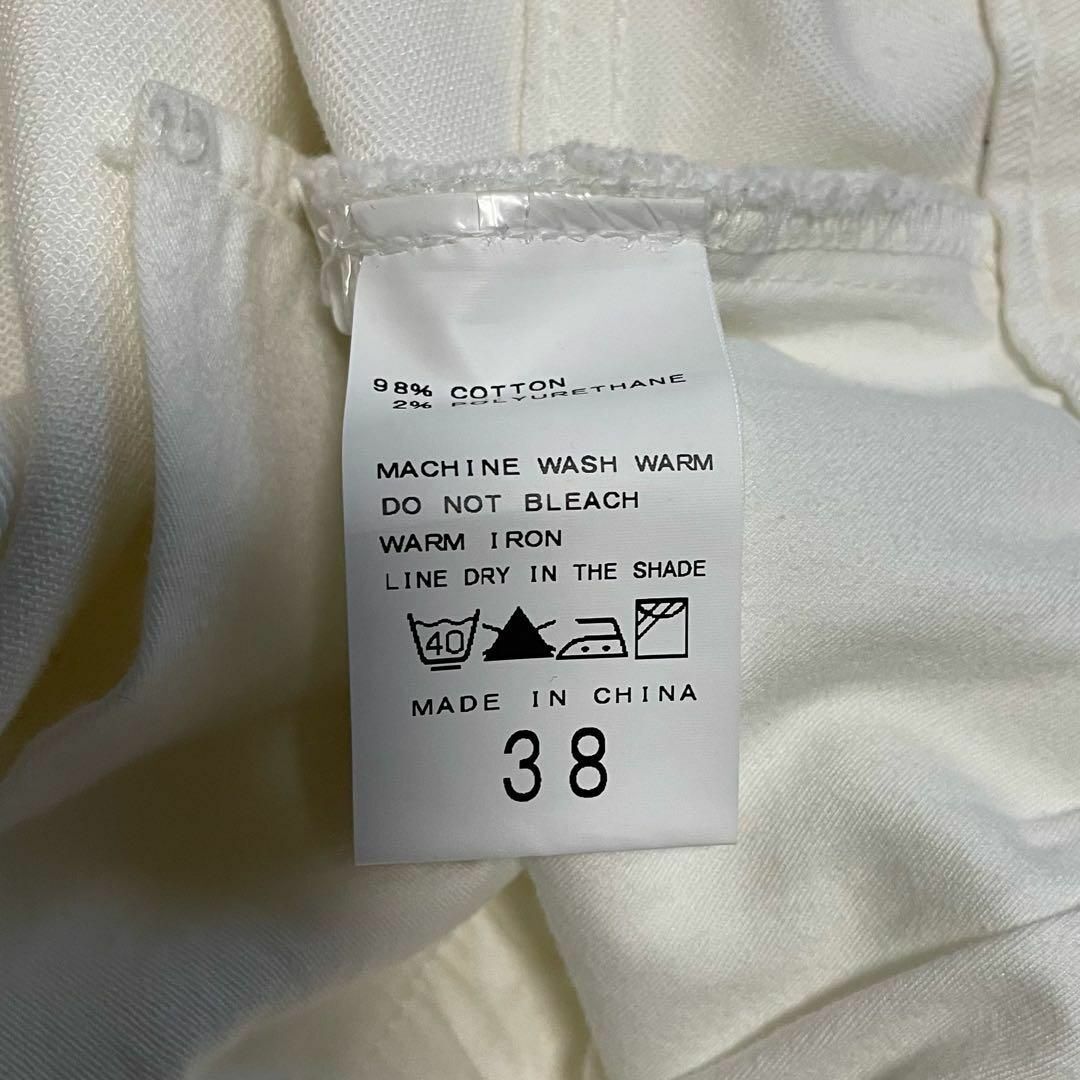 98% COTTON
2% POLYURETHANE
MACHINE WASH WARM
DO NOT BLEACH
WARM IRON
LINE DRY IN THE SHADE
40
MADE IN CHINA
38